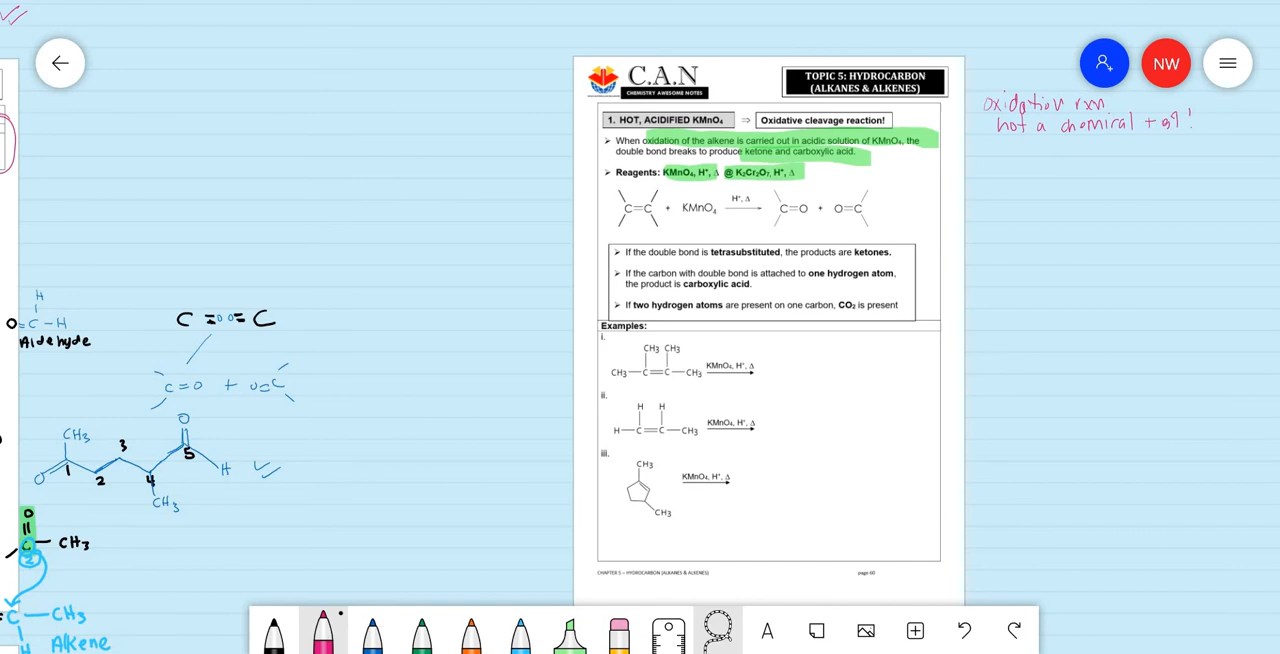 NW
oxidation rxn
not a chemical test!
C.A.N
CHEMISTRY AWESOME NOTES
TOPIC 5: HYDROCARBON
(ALKANES & ALKENES)
1. HOT, ACIDIFIED KMnO₄ ⇒ Oxidative cleavage reaction!
➢ When oxidation of the alkene is carried out in acidic solution of KMnO₄, the
double bond breaks to produce ketone and carboxylic acid.
➢ Reagents: KMnO₄, H⁺, Δ @ K₂Cr₂O₇, H⁺, Δ
H⁺, Δ
C=C + KMnO₄ → C=O + O=C
➢ If the double bond is tetrasubstituted, the products are ketones.
➢ If the carbon with double bond is attached to one hydrogen atom,
the product is carboxylic acid.
➢ If two hydrogen atoms are present on one carbon, CO₂ is present
Examples:
i.
CH3 CH3
CH3—C=C—CH3 KMnO₄, H⁺, Δ
ii.
H H
H—C=C—CH3 KMnO₄, H⁺, Δ
iii.
CH3
KMnO₄, H⁺, Δ
CH3
CHAPTER 5 – HYDROCARBON (ALKANES & ALKENES) page 60
H
O=C-H
Aldehyde
C =O O= C
C=O + O=C
O
CH3
3
5
O 1 2 4 H
CH3
O
C — CH3
2
C — CH3
H Alkene
A